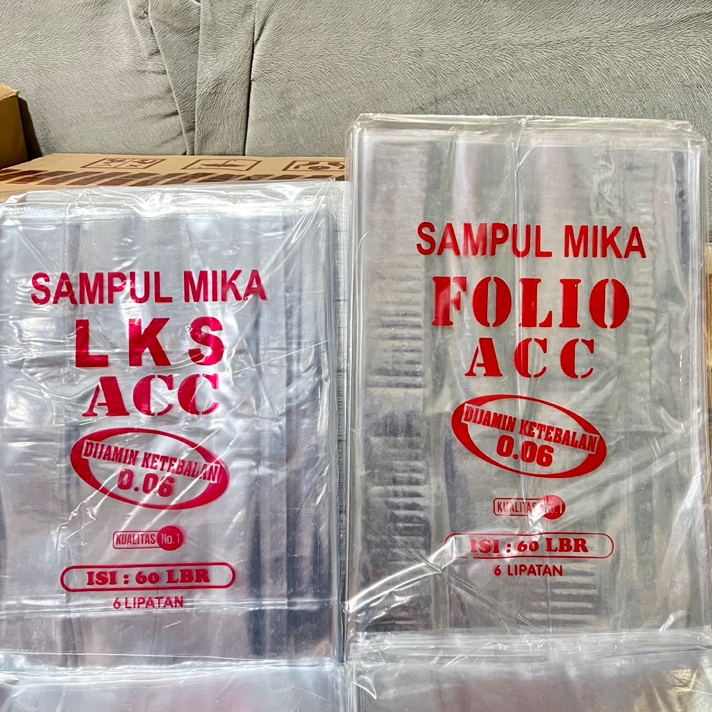 SAMPUL MIKA
LKS
ACC
DIJAMIN KETEBALAN
0.06
KUALITAS No.1
ISI : 60 LBR
6 LIPATAN
SAMPUL MIKA
FOLIO
ACC
DIJAMIN KETEBALAN
0.06
KUALITAS No.1
ISI : 60 LBR
6 LIPATAN